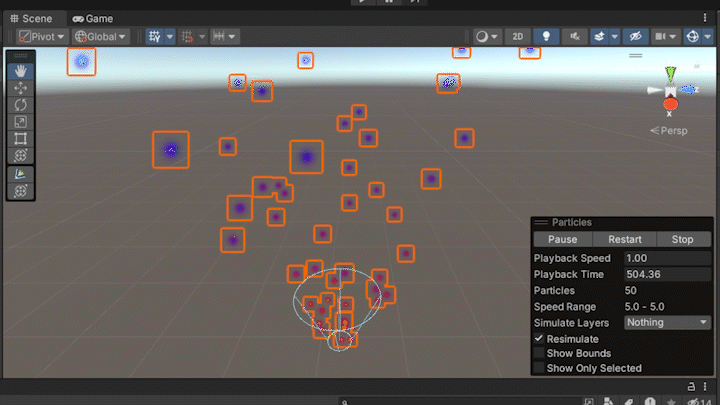 Scene Game
Pivot Global 2D
x
Persp
Particles
Pause Restart Stop
Playback Speed 1.00
Playback Time 504.36
Particles 50
Speed Range 5.0 - 5.0
Simulate Layers Nothing
Resimulate
Show Bounds
Show Only Selected
14